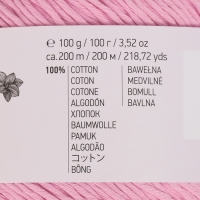 ℮ 100 g / 100 г / 3,52 oz
ca. 200 m / 200 м / 218,72 yds
100% COTTON BAWEŁNA
COTON MEDVILNĖ
COTONE BOMULL
ALGODÓN BAVLNA
ХЛОПОК
BAUMWOLLE
PAMUK
ALGODÃO
コットン
BÔNG